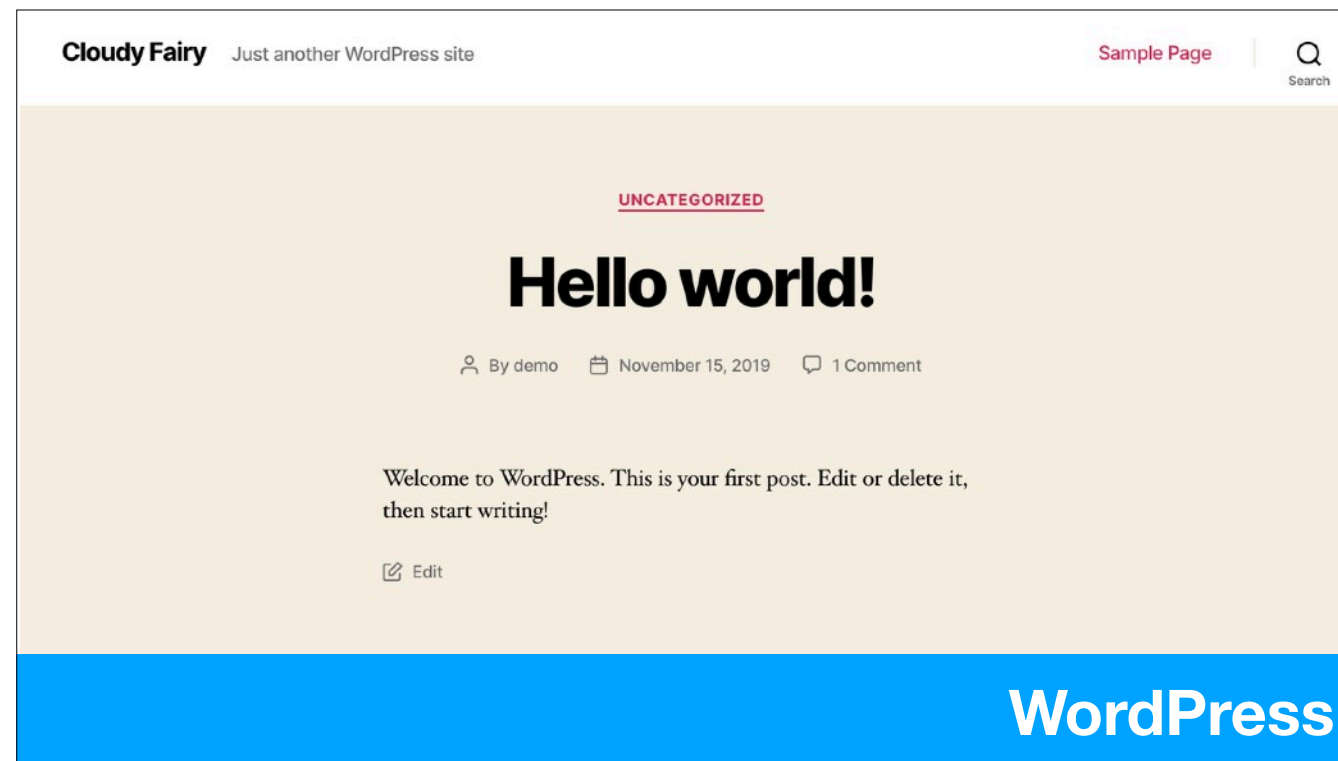 Cloudy Fairy Just another WordPress site Sample Page
Search
UNCATEGORIZED
Hello world!
By demo November 15, 2019 1 Comment
Welcome to WordPress. This is your first post. Edit or delete it,
then start writing!
Edit
WordPress